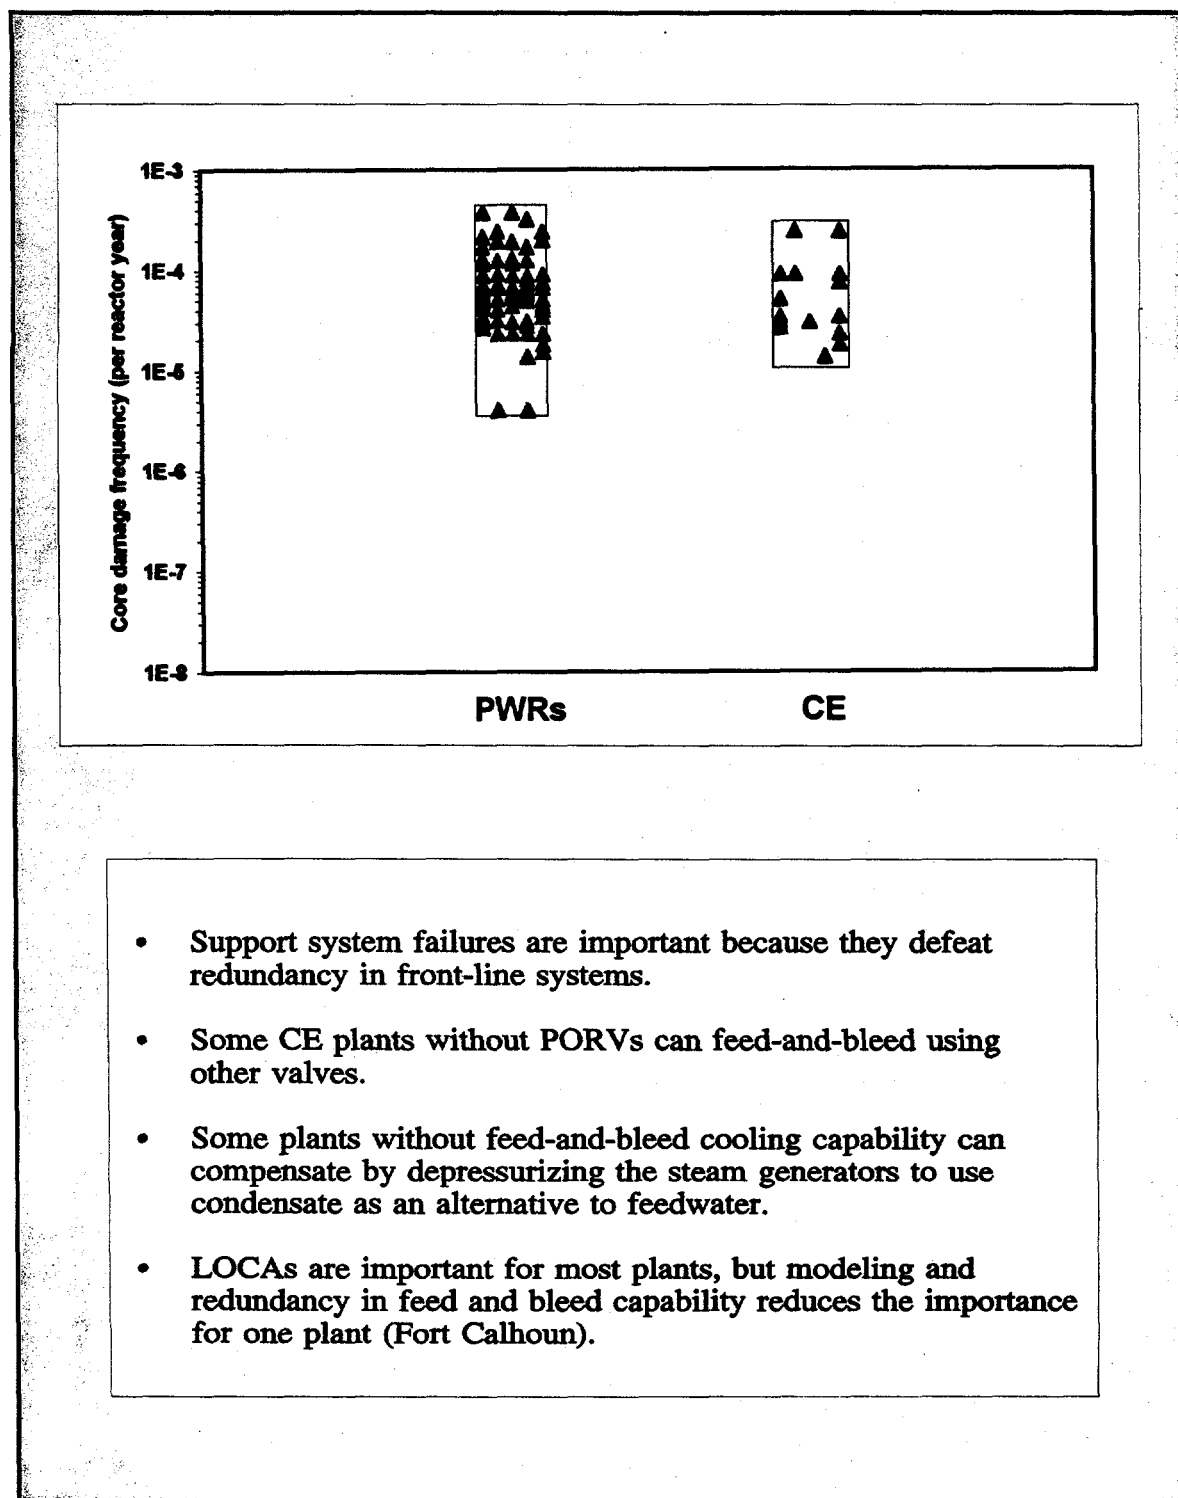 1E-3
1E-4
1E-5
1E-6
1E-7
1E-8
Core damage frequency (per reactor year)
PWRs CE
• Support system failures are important because they defeat
redundancy in front-line systems.
• Some CE plants without PORVs can feed-and-bleed using
other valves.
• Some plants without feed-and-bleed cooling capability can
compensate by depressurizing the steam generators to use
condensate as an alternative to feedwater.
• LOCAs are important for most plants, but modeling and
redundancy in feed and bleed capability reduces the importance
for one plant (Fort Calhoun).